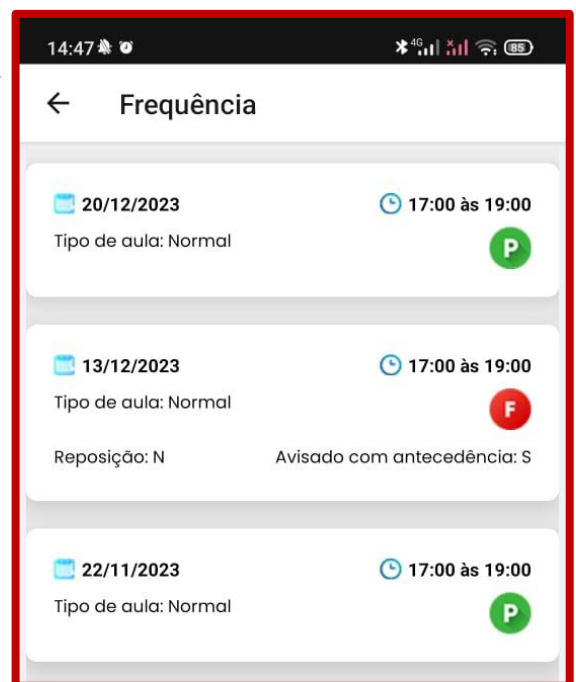 14:47 4G 85
Frequência
20/12/2023 17:00 às 19:00
Tipo de aula: Normal P
13/12/2023 17:00 às 19:00
Tipo de aula: Normal F
Reposição: N Avisado com antecedência: S
22/11/2023 17:00 às 19:00
Tipo de aula: Normal P